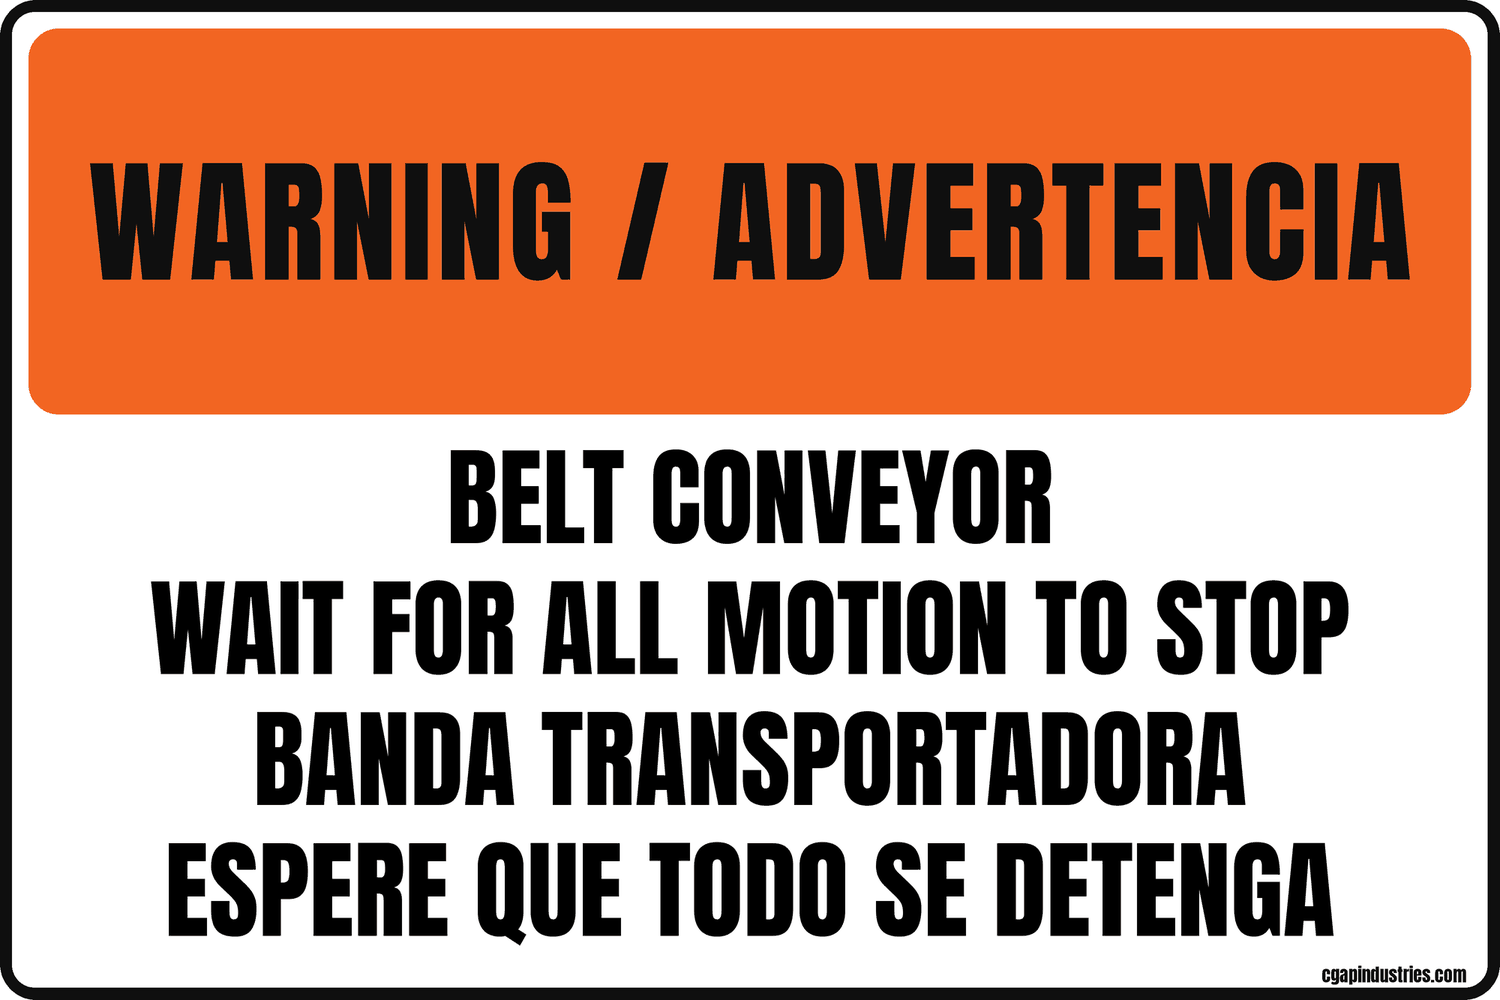 WARNING / ADVERTENCIA
BELT CONVEYOR
WAIT FOR ALL MOTION TO STOP
BANDA TRANSPORTADORA
ESPERE QUE TODO SE DETENGA
cgapindustries.com